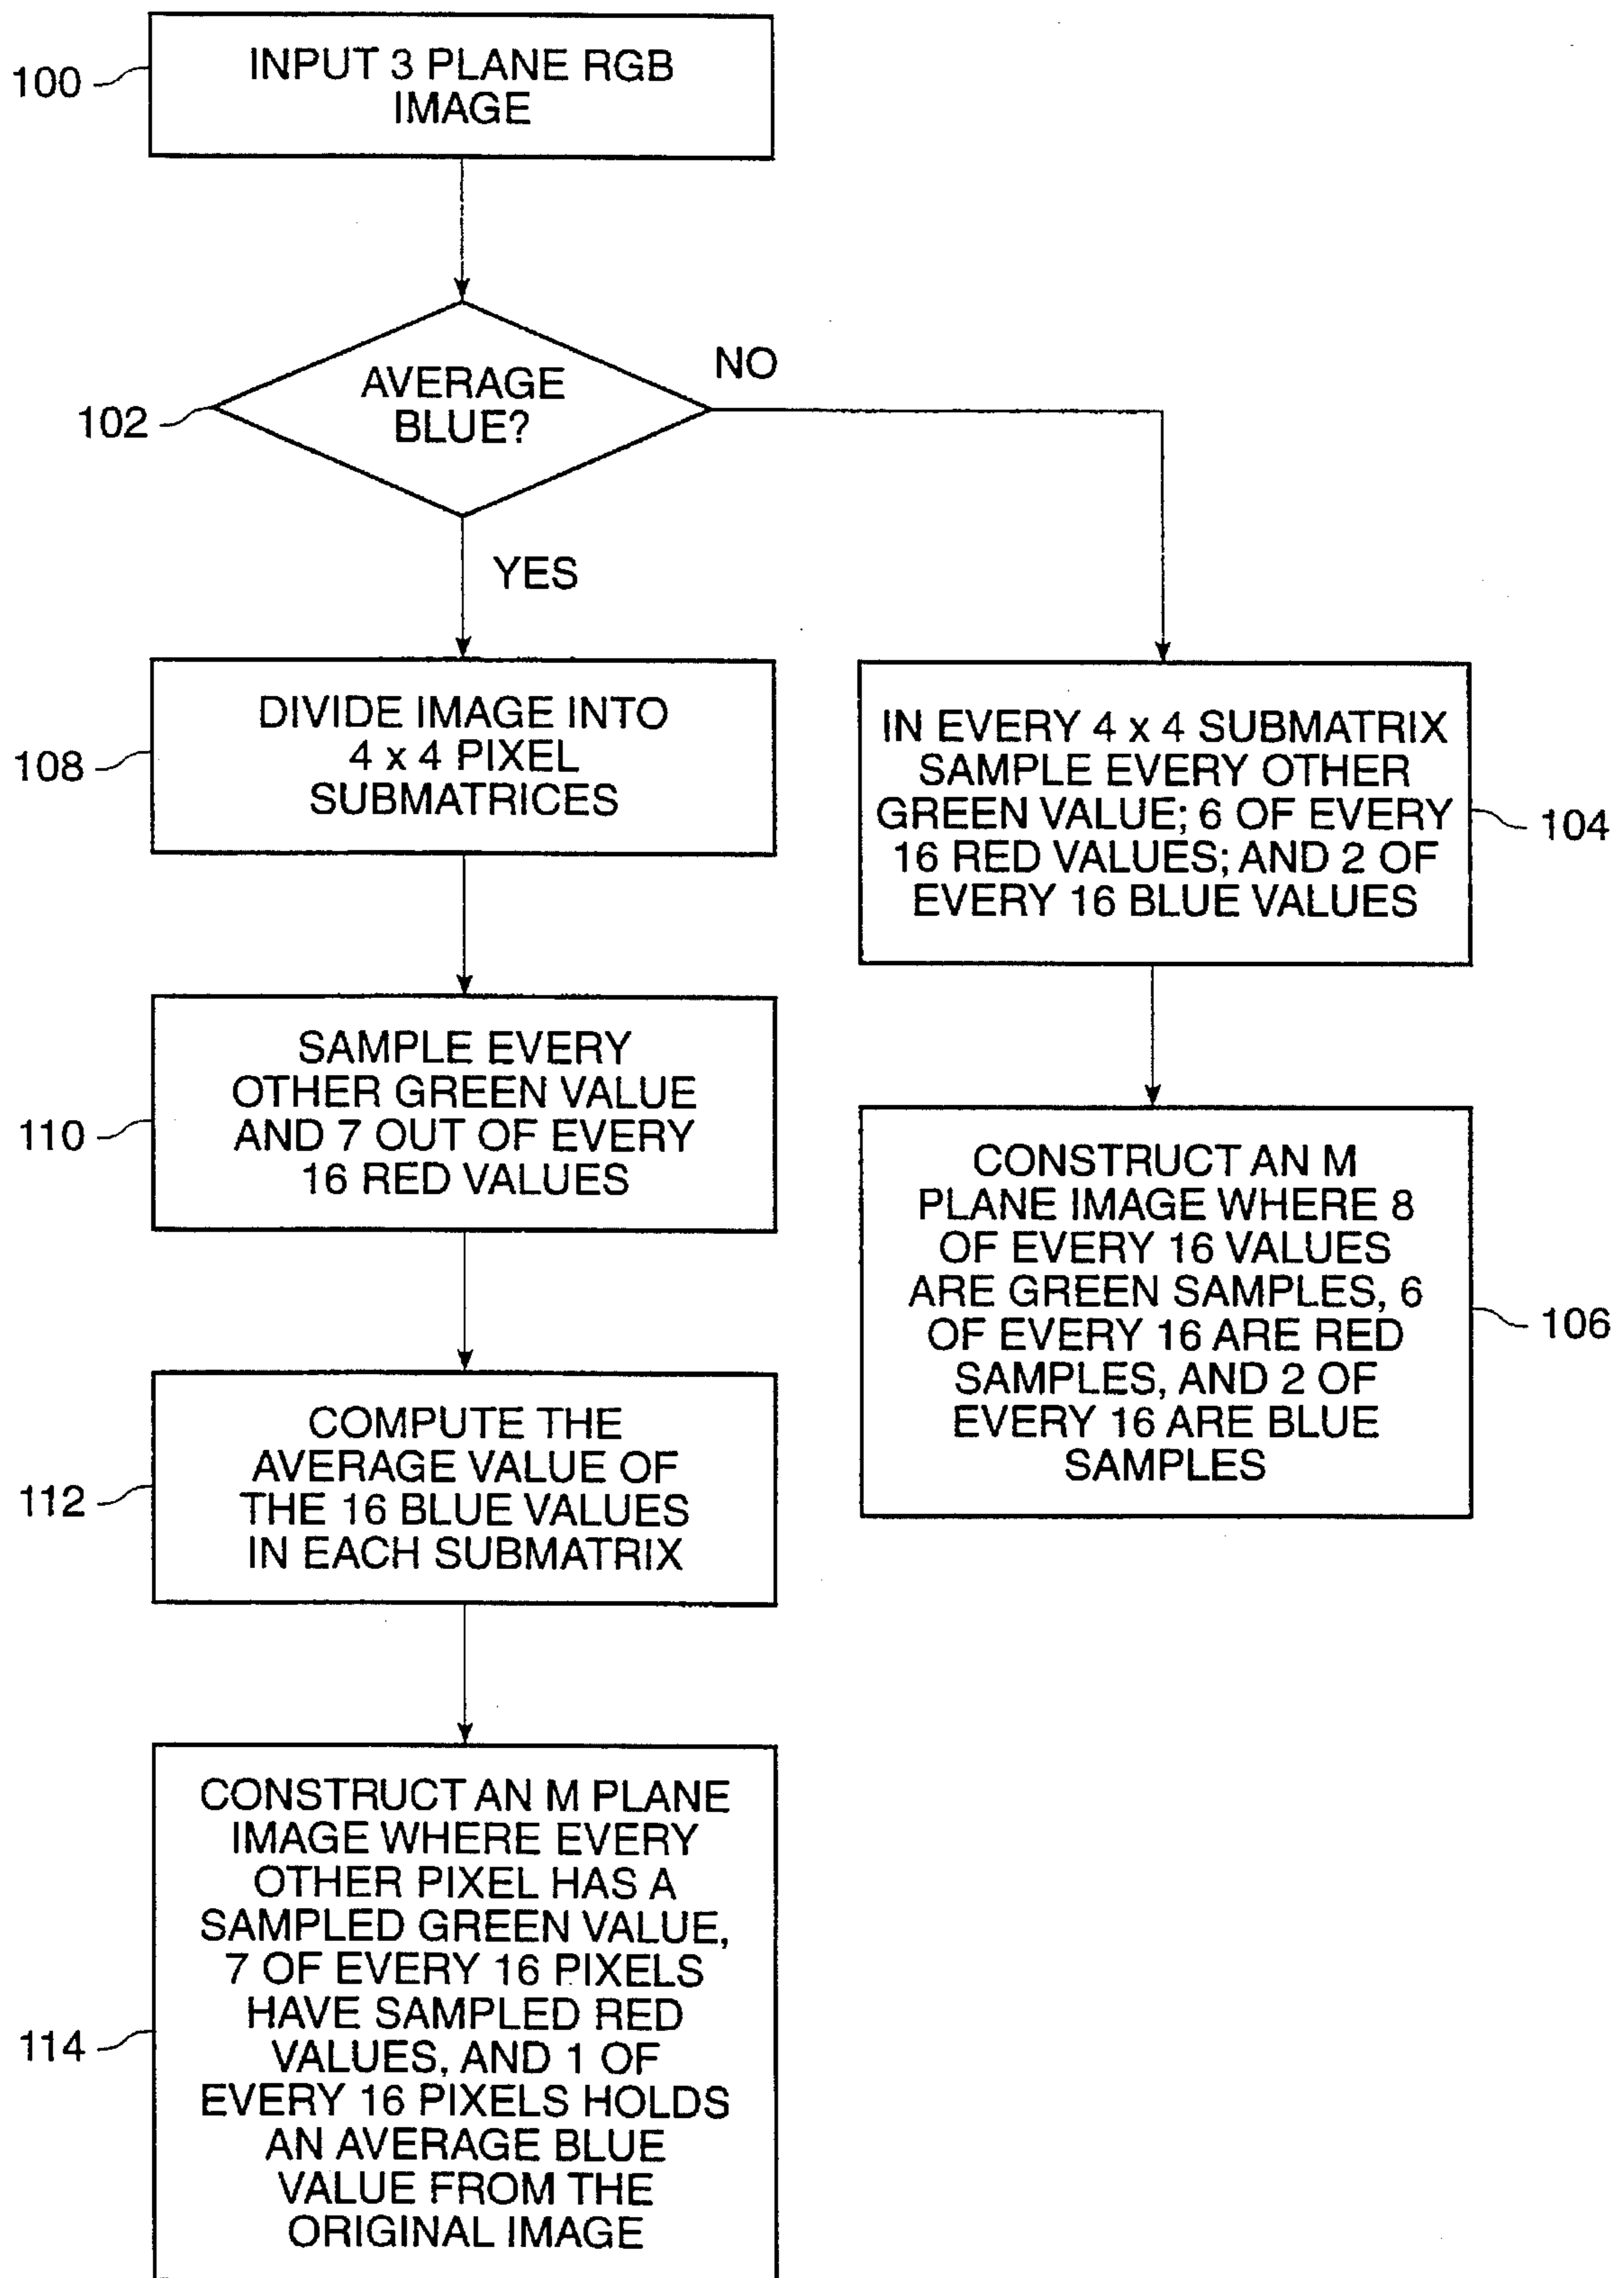 100
INPUT 3 PLANE RGB
IMAGE
102
AVERAGE
BLUE?
NO
YES
108
DIVIDE IMAGE INTO
4 x 4 PIXEL
SUBMATRICES
IN EVERY 4 x 4 SUBMATRIX
SAMPLE EVERY OTHER
GREEN VALUE; 6 OF EVERY
16 RED VALUES; AND 2 OF
EVERY 16 BLUE VALUES
104
110
SAMPLE EVERY
OTHER GREEN VALUE
AND 7 OUT OF EVERY
16 RED VALUES
CONSTRUCT AN M
PLANE IMAGE WHERE 8
OF EVERY 16 VALUES
ARE GREEN SAMPLES, 6
OF EVERY 16 ARE RED
SAMPLES, AND 2 OF
EVERY 16 ARE BLUE
SAMPLES
106
112
COMPUTE THE
AVERAGE VALUE OF
THE 16 BLUE VALUES
IN EACH SUBMATRIX
114
CONSTRUCT AN M PLANE
IMAGE WHERE EVERY
OTHER PIXEL HAS A
SAMPLED GREEN VALUE,
7 OF EVERY 16 PIXELS
HAVE SAMPLED RED
VALUES, AND 1 OF
EVERY 16 PIXELS HOLDS
AN AVERAGE BLUE
VALUE FROM THE
ORIGINAL IMAGE